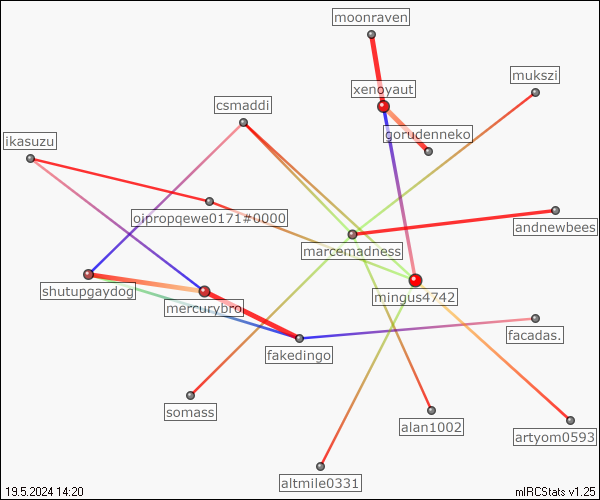 moonraven
mukszi
xenoyaut
csmaddi
gorudenneko
ikasuzu
oipropqewe0171#0000
andnewbees
marcemadness
shutupgaydog
mingus4742
mercurybro
facadas.
fakedingo
somass
alan1002
artyom0593
altmile0331
19.5.2024 14:20
mIRCStats v1.25